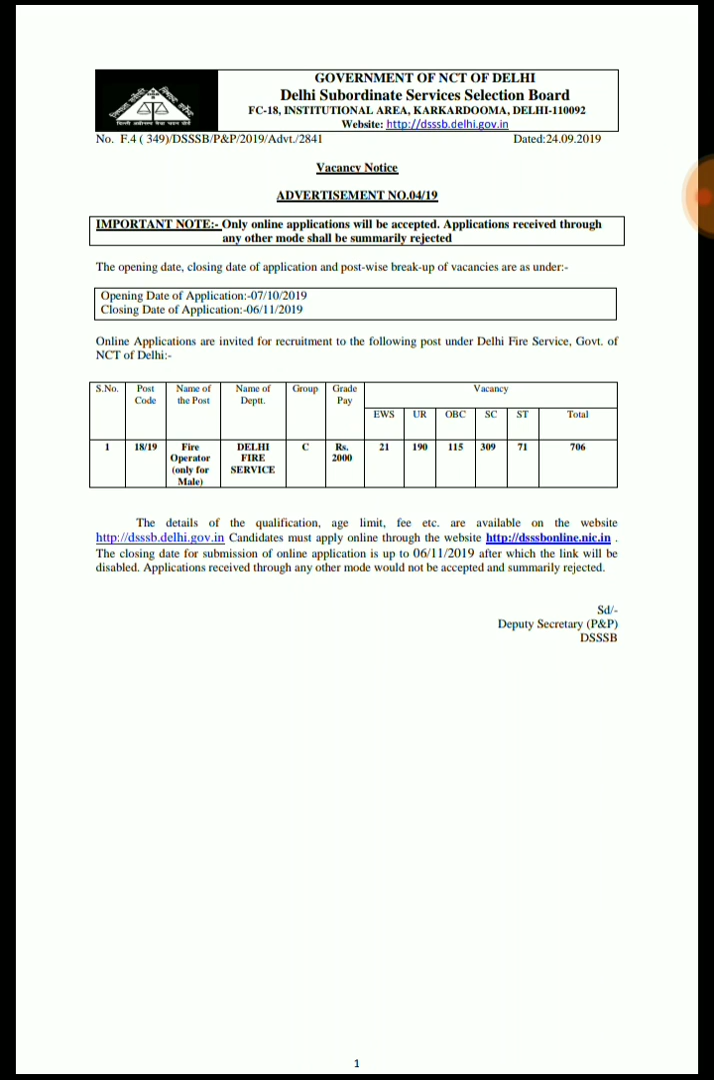 GOVERNMENT OF NCT OF DELHI
Delhi Subordinate Services Selection Board
FC-18, INSTITUTIONAL AREA, KARKARDOOMA, DELHI-110092
Website: http://dsssb.delhi.gov.in
No. F.4 ( 349)/DSSSB/P&P/2019/Advt./2841 Dated:24.09.2019
Vacancy Notice
ADVERTISEMENT NO.04/19
IMPORTANT NOTE:- Only online applications will be accepted. Applications received through
any other mode shall be summarily rejected
The opening date, closing date of application and post-wise break-up of vacancies are as under:-
Opening Date of Application:-07/10/2019
Closing Date of Application:-06/11/2019
Online Applications are invited for recruitment to the following post under Delhi Fire Service, Govt. of
NCT of Delhi:-
S.No. Post Name of Name of Group Grade Vacancy
Code the Post Deptt. Pay
EWS UR OBC SC ST Total
1 18/19 Fire DELHI C Rs. 21 190 115 309 71 706
Operator FIRE 2000
(only for SERVICE
Male)
The details of the qualification, age limit, fee etc. are available on the website
http://dsssb.delhi.gov.in Candidates must apply online through the website http://dsssbonline.nic.in .
The closing date for submission of online application is up to 06/11/2019 after which the link will be
disabled. Applications received through any other mode would not be accepted and summarily rejected.
Sd/-
Deputy Secretary (P&P)
DSSSB
1